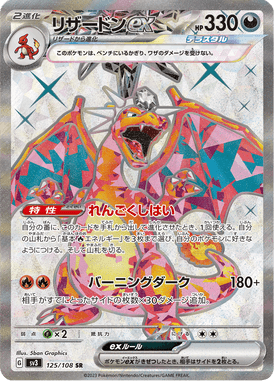 2進化 リザードンex HP330
リザードから進化 テラスタル
このポケモンは、ベンチにいるかぎり、ワザのダメージを受けない。
特性 れんごくしはい
自分の番に、このカードを手札から出して進化させたとき、1回使える。自
分の山札から「基本エネルギー」を3枚まで選び、自分のポケモンに好きな
ようにつける。そして山札を切る。
バーニングダーク 180+
相手がすでにとったサイドの枚数×30ダメージ追加。
弱点 ×2 抵抗力 にげる
exルール
ポケモンexがきぜつしたとき、相手はサイドを2枚とる。
Illus. 5ban Graphics
G sv3 125/108 SR
©2023 Pokémon/Nintendo/Creatures/GAME FREAK.